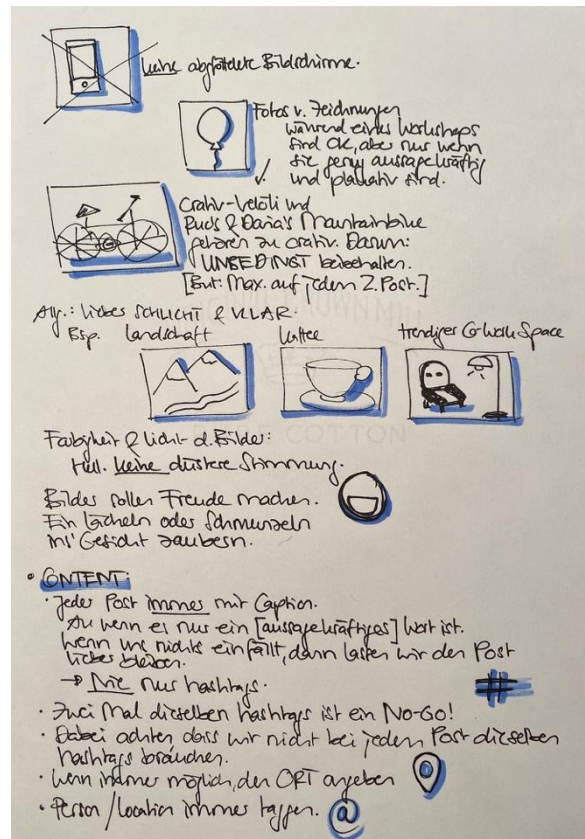 keine abgfotete Bildschirme.
Fotos v. Zeichnungen
während eines Workshops
sind OK, aber nur wenn
sie genug aussagekräftig
und plakativ sind.
Crativ-Velöli und
Rued's & Daria's Mountainbike
gehören zu crativ. Darum:
UNBEDINGT beibehalten.
[But: Max. auf jedem 2. Post.]
Allg.: lieber SCHLICHT & KLAR.
Bsp. Landschaft Kaffee trendiger CoWork Space
Farbigkeit & Licht d. Bilder:
Hell. keine düstere Stimmung.
COTTON
Bilder sollen Freude machen.
Ein Lächeln oder Schmunzeln
ins' Gesicht zaubern.
• CONTENT:
· Jeder Post immer mit Caption.
Au wenn es nur ein [aussagekräftiges] Wort ist.
Wenn uns nichts einfällt, dann lassen wir den Post
lieber bleiben.
→ Nie nur hashtags. #
· Zwei Mal dieselben hashtags ist ein No-Go!
· Dabei achten dass wir nicht bei jedem Post dieselben
hashtags brauchen.
· Wenn immer möglich, den ORT angeben
· Person / Location immer taggen. @